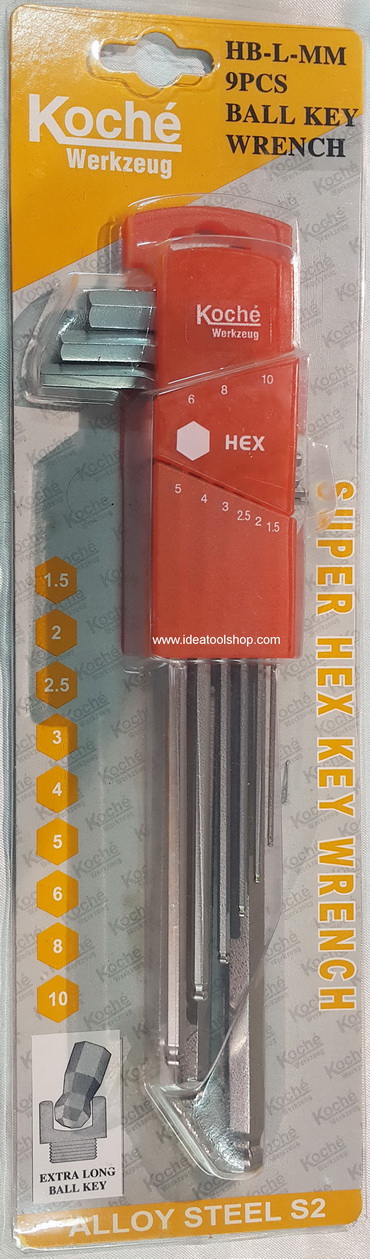 HB-L-MM
9PCS
BALL KEY
WRENCH
Koché
Werkzeug
Koché
Werkzeug
6 8 10
HEX
5 4 3 2.5 2 1.5
www.ideatoolshop.com
SUPER HEX KEY WRENCH
1.5
2
2.5
3
4
5
6
8
10
EXTRA LONG
BALL KEY
ALLOY STEEL S2